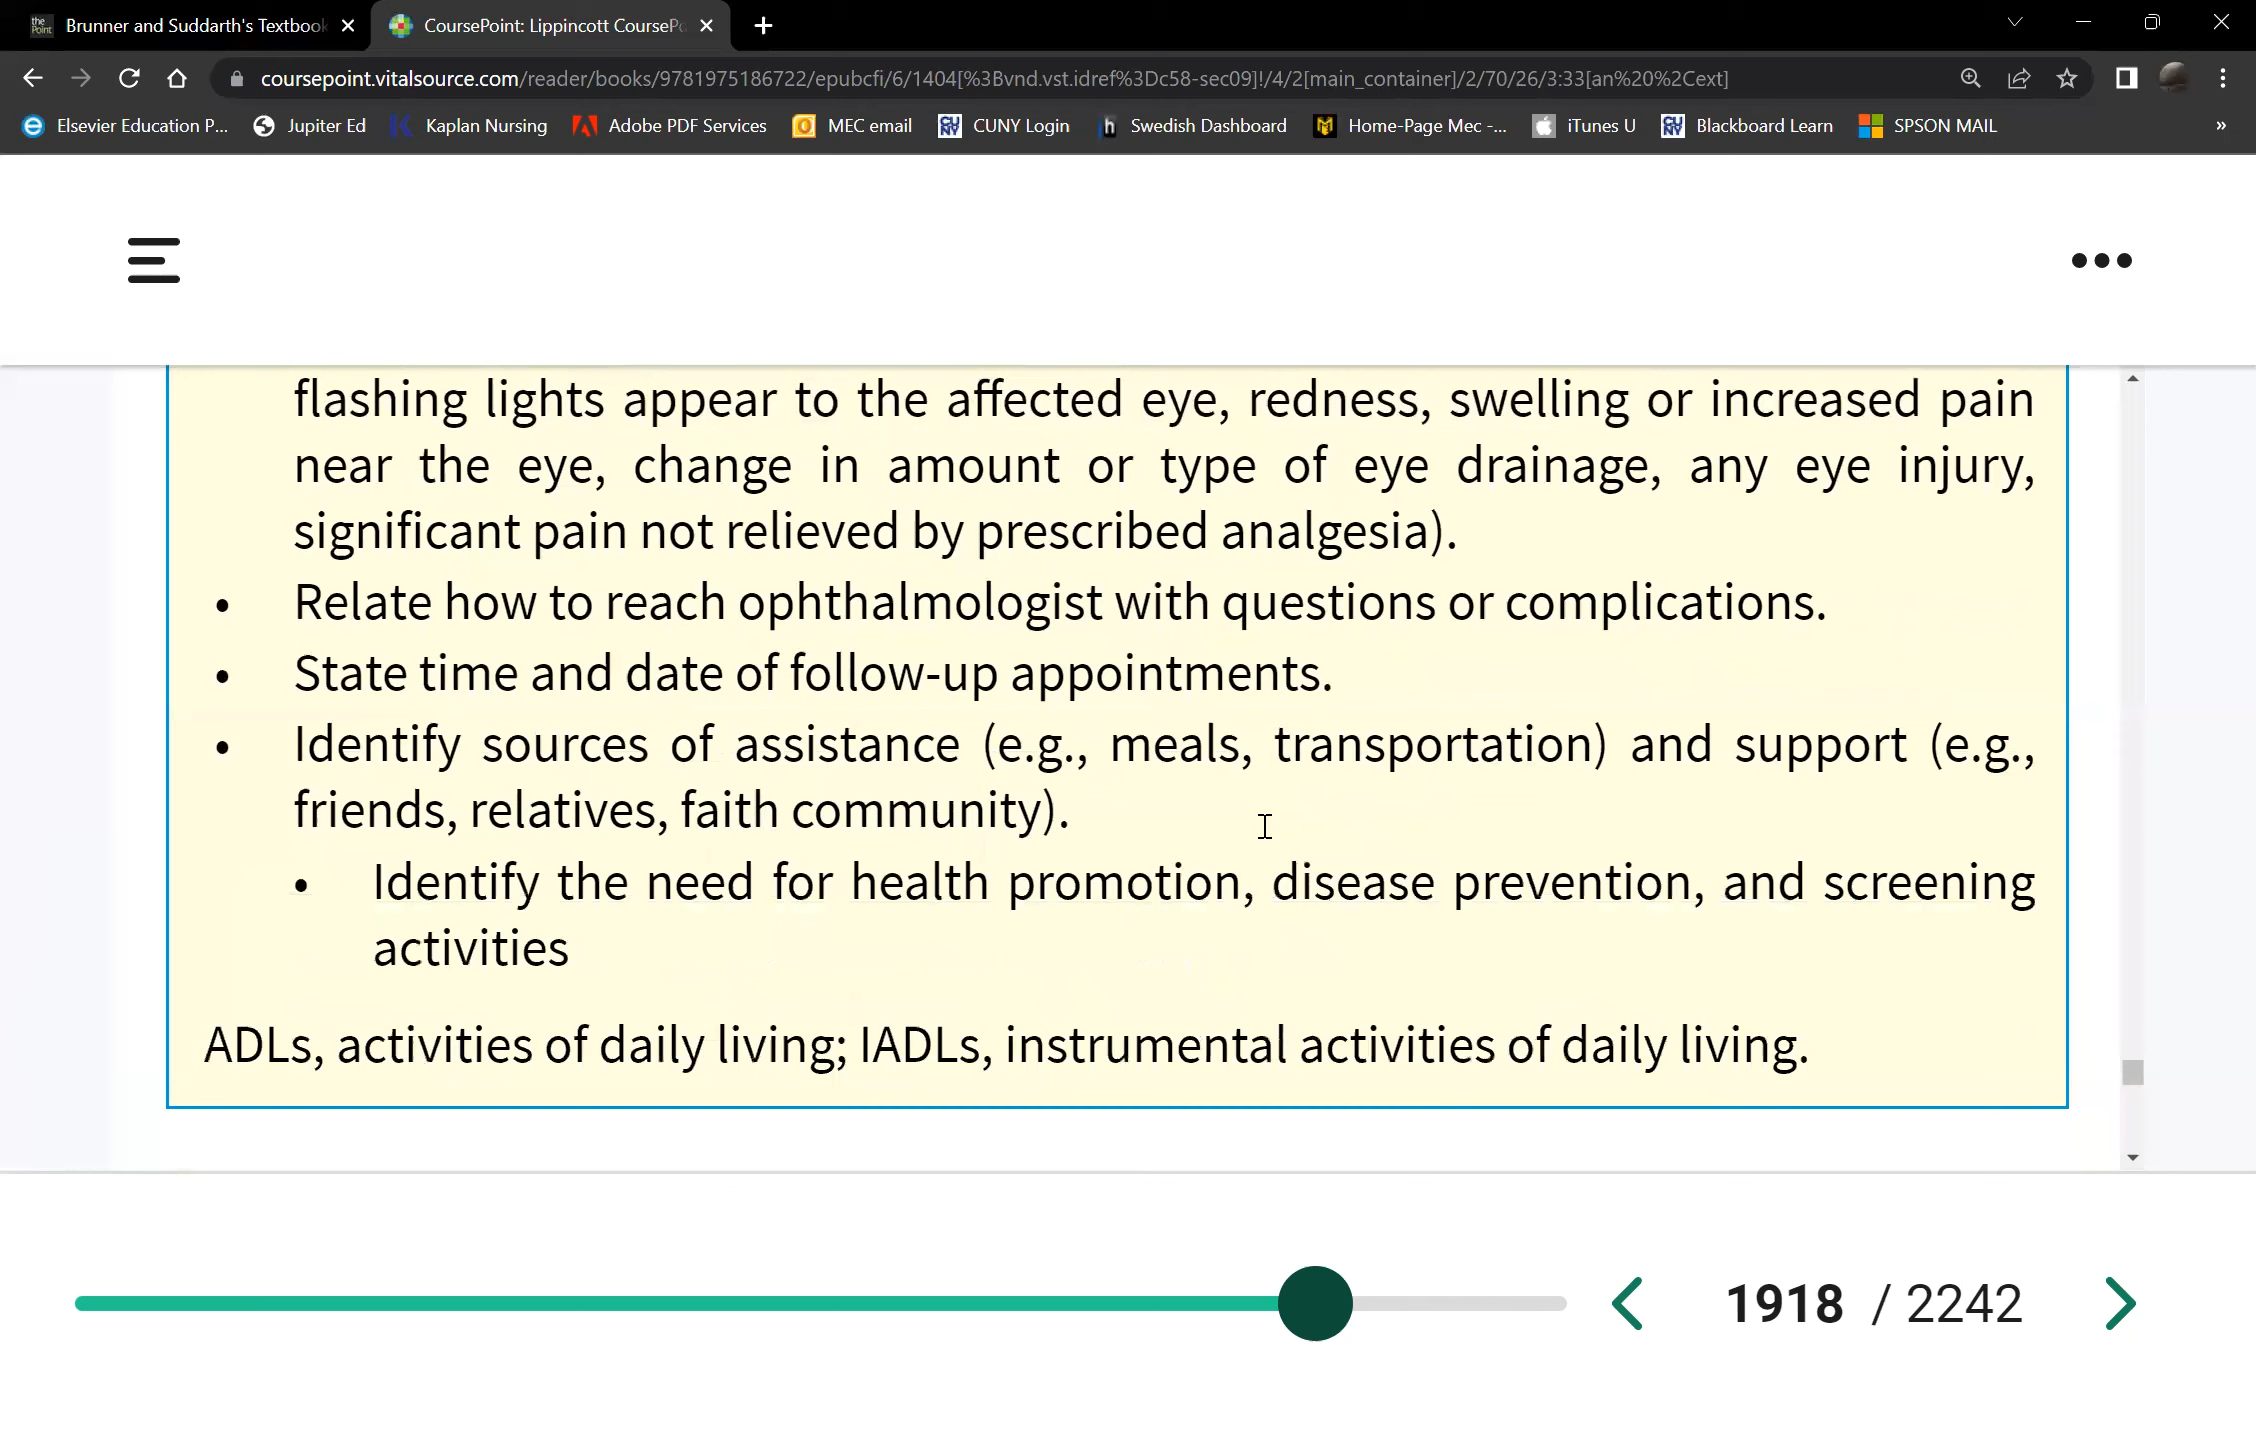 Brunner and Suddarth's Textbook
CoursePoint: Lippincott CoursePo
coursepoint.vitalsource.com/reader/books/9781975186722/epubcfi/6/1404[%3Bvnd.vst.idref%3Dc58-sec09]!/4/2[main_container]/2/70/26/3:33[an%20%2Cext]
Elsevier Education P... Jupiter Ed Kaplan Nursing Adobe PDF Services MEC email CUNY Login Swedish Dashboard Home-Page Mec -... iTunes U Blackboard Learn SPSON MAIL »
flashing lights appear to the affected eye, redness, swelling or increased pain
near the eye, change in amount or type of eye drainage, any eye injury,
significant pain not relieved by prescribed analgesia).
• Relate how to reach ophthalmologist with questions or complications.
• State time and date of follow-up appointments.
• Identify sources of assistance (e.g., meals, transportation) and support (e.g.,
friends, relatives, faith community).
• Identify the need for health promotion, disease prevention, and screening
activities
ADLs, activities of daily living; IADLs, instrumental activities of daily living.
1918 / 2242